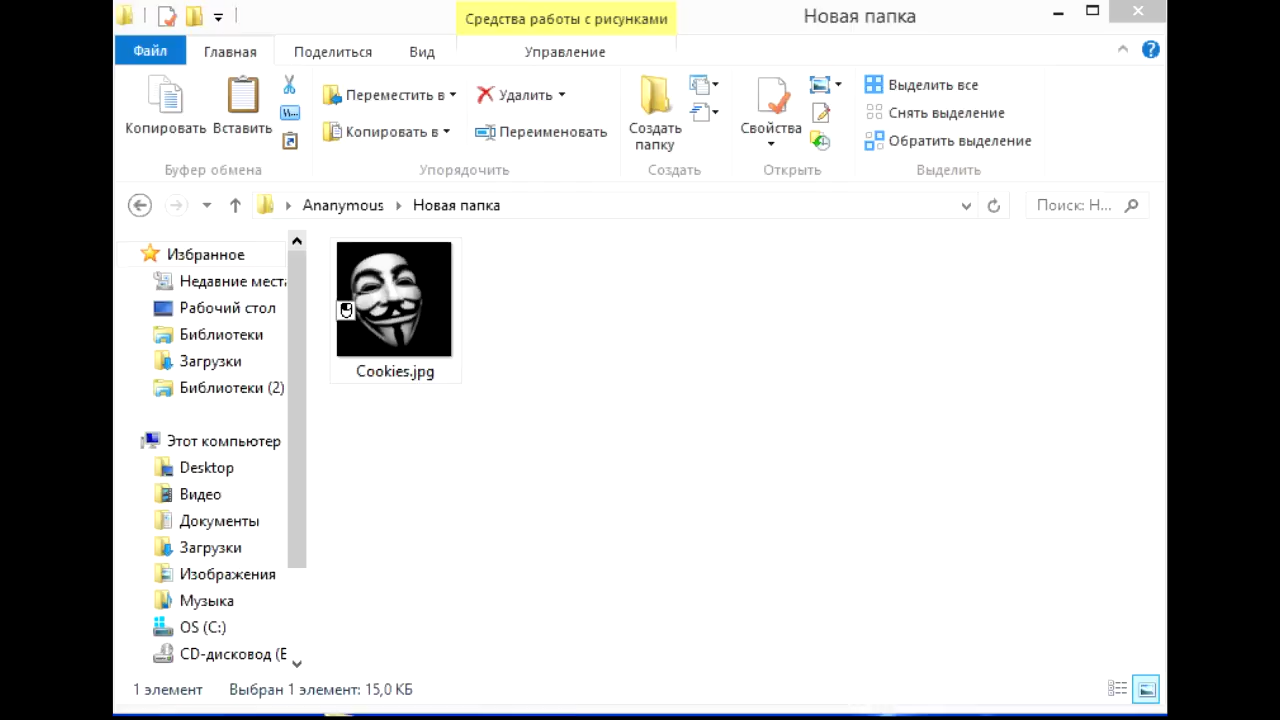 Средства работы с рисунками
Новая папка
Файл
Главная
Поделиться
Вид
Управление
?
Копировать
Вставить
W...
Переместить в
Копировать в
Удалить
Переименовать
Создать
папку
Свойства
Выделить все
Снять выделение
Обратить выделение
Буфер обмена
Упорядочить
Создать
Открыть
Выделить
Ananymous
Новая папка
Поиск: Н...
Избранное
Недавние места
Рабочий стол
Библиотеки
Загрузки
Библиотеки (2)
Этот компьютер
Desktop
Видео
Документы
Загрузки
Изображения
Музыка
OS (C:)
CD-дисковод (E
Cookies.jpg
1 элемент
Выбран 1 элемент: 15,0 КБ